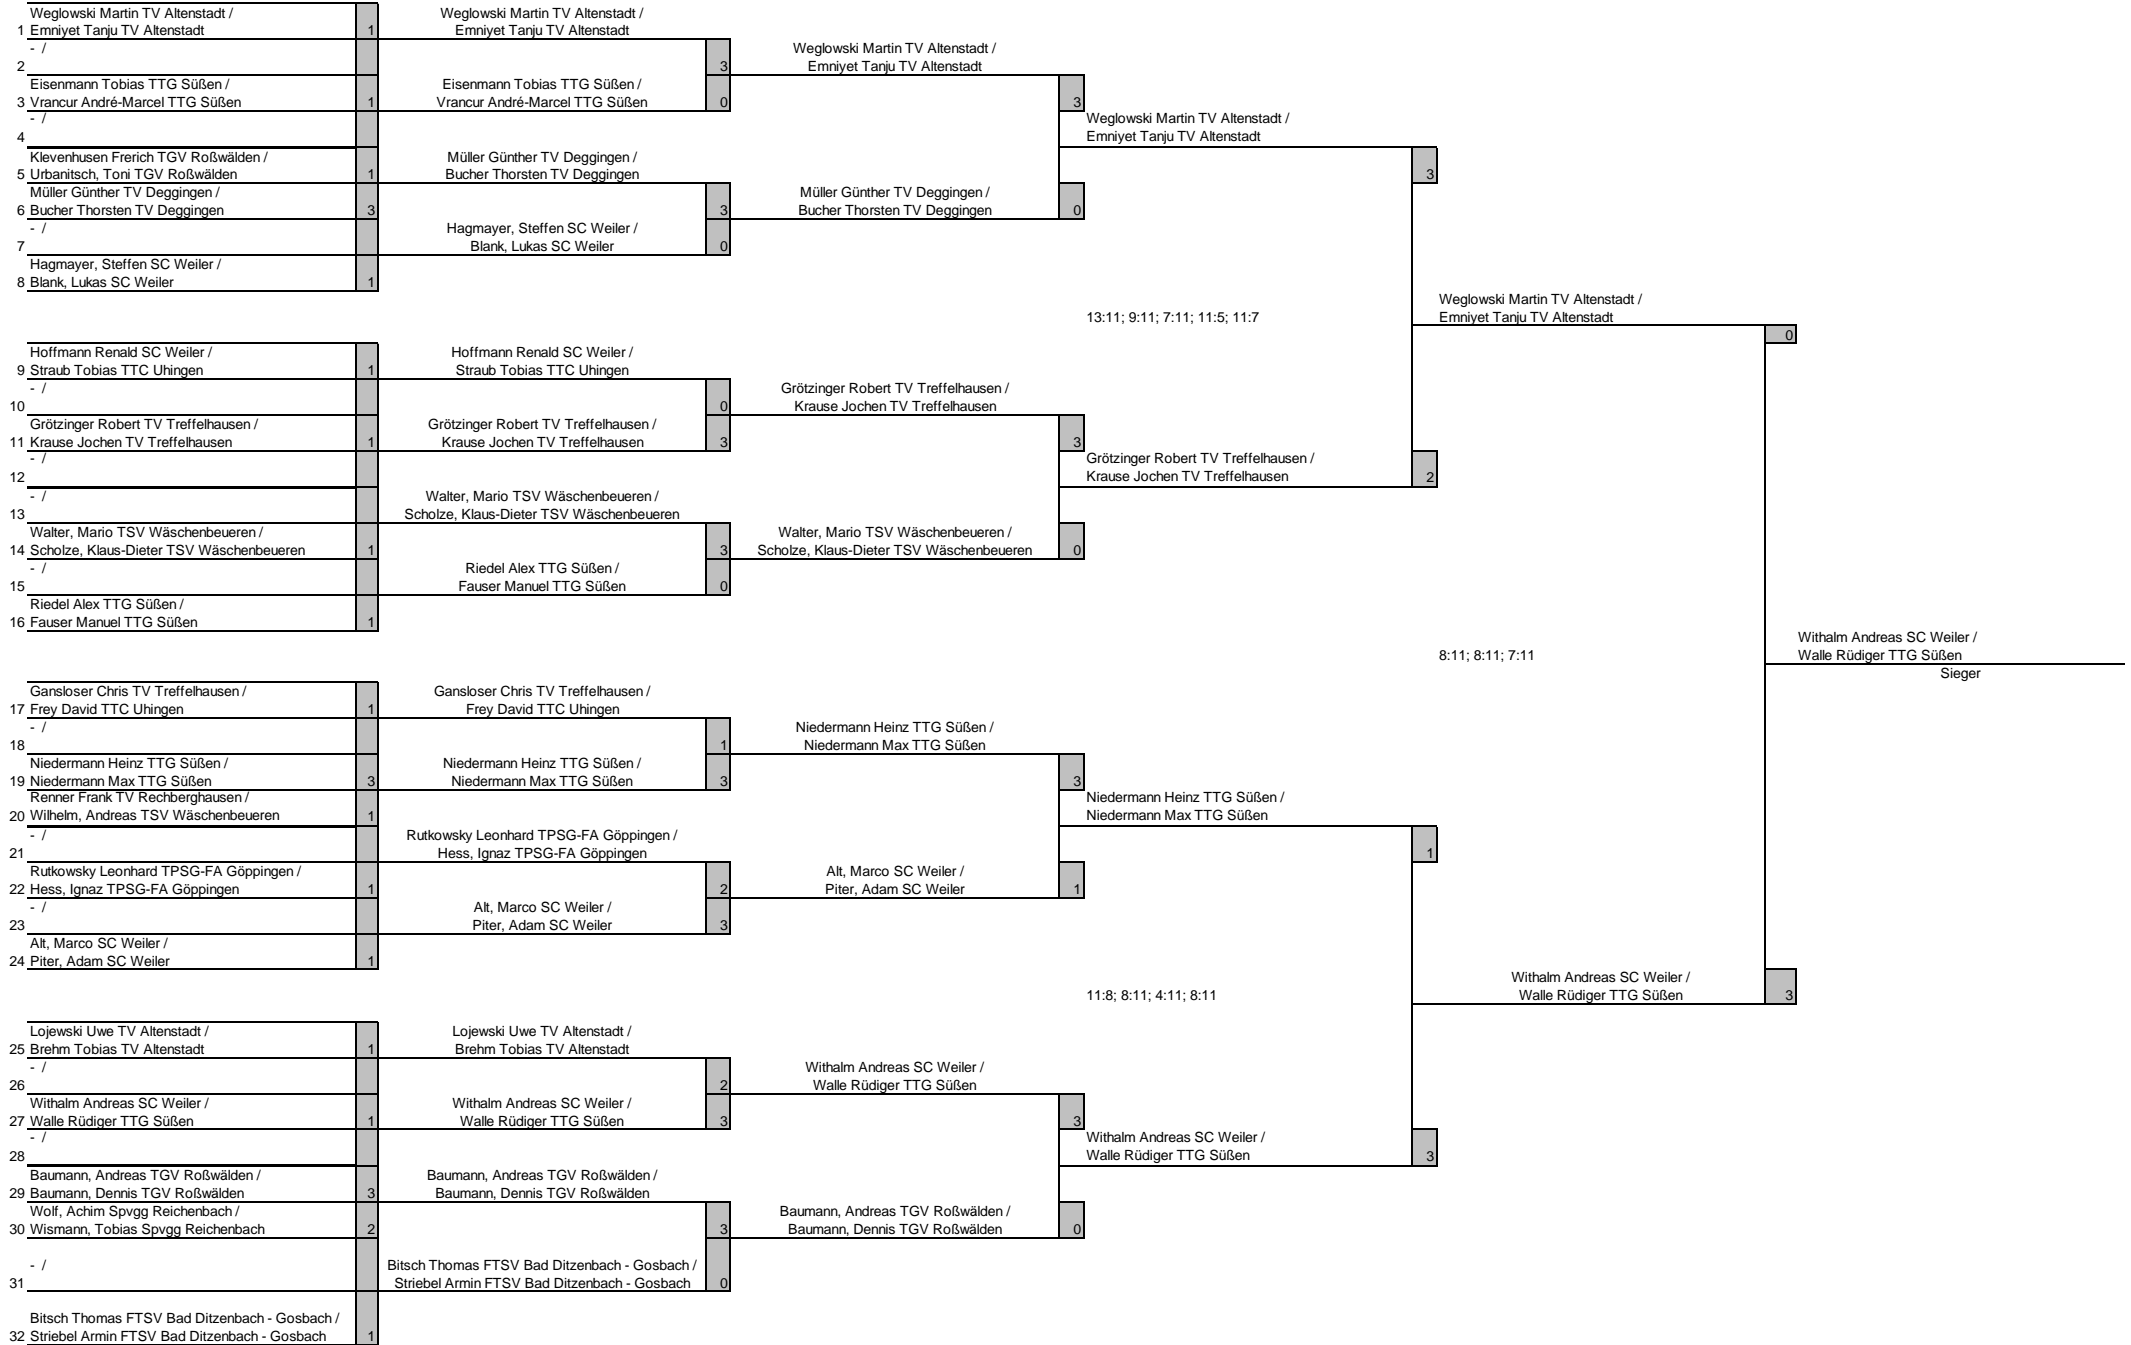 Weglowski Martin TV Altenstadt /
1 Emniyet Tanju TV Altenstadt 1
- /
2
Eisenmann Tobias TTG Süßen /
3 Vrancur André-Marcel TTG Süßen 1
- /
4
Klevenhusen Frerich TGV Roßwälden /
5 Urbanitsch, Toni TGV Roßwälden 1
Müller Günther TV Deggingen /
6 Bucher Thorsten TV Deggingen 3
- /
7
Hagmayer, Steffen SC Weiler /
8 Blank, Lukas SC Weiler 1
Hoffmann Renald SC Weiler /
9 Straub Tobias TTC Uhingen 1
- /
10
Grötzinger Robert TV Treffelhausen /
11 Krause Jochen TV Treffelhausen 1
- /
12
- /
13
Walter, Mario TSV Wäschenbeueren /
14 Scholze, Klaus-Dieter TSV Wäschenbeueren 1
- /
15
Riedel Alex TTG Süßen /
16 Fauser Manuel TTG Süßen 1
Gansloser Chris TV Treffelhausen /
17 Frey David TTC Uhingen 1
- /
18
Niedermann Heinz TTG Süßen /
19 Niedermann Max TTG Süßen 3
Renner Frank TV Rechberghausen /
20 Wilhelm, Andreas TSV Wäschenbeueren 1
- /
21
Rutkowsky Leonhard TPSG-FA Göppingen /
22 Hess, Ignaz TPSG-FA Göppingen 1
- /
23
Alt, Marco SC Weiler /
24 Piter, Adam SC Weiler 1
Lojewski Uwe TV Altenstadt /
25 Brehm Tobias TV Altenstadt 1
- /
26
Withalm Andreas SC Weiler /
27 Walle Rüdiger TTG Süßen 1
- /
28
Baumann, Andreas TGV Roßwälden /
29 Baumann, Dennis TGV Roßwälden 3
Wolf, Achim Spvgg Reichenbach /
30 Wismann, Tobias Spvgg Reichenbach 2
- /
31
Bitsch Thomas FTSV Bad Ditzenbach - Gosbach /
32 Striebel Armin FTSV Bad Ditzenbach - Gosbach 1
Weglowski Martin TV Altenstadt /
Emniyet Tanju TV Altenstadt
3
Eisenmann Tobias TTG Süßen /
Vrancur André-Marcel TTG Süßen 0
Müller Günther TV Deggingen /
Bucher Thorsten TV Deggingen
3
Hagmayer, Steffen SC Weiler /
Blank, Lukas SC Weiler 0
Hoffmann Renald SC Weiler /
Straub Tobias TTC Uhingen
0
Grötzinger Robert TV Treffelhausen /
Krause Jochen TV Treffelhausen 3
Walter, Mario TSV Wäschenbeueren /
Scholze, Klaus-Dieter TSV Wäschenbeueren
3
Riedel Alex TTG Süßen /
Fauser Manuel TTG Süßen 0
Gansloser Chris TV Treffelhausen /
Frey David TTC Uhingen
1
Niedermann Heinz TTG Süßen /
Niedermann Max TTG Süßen 3
Rutkowsky Leonhard TPSG-FA Göppingen /
Hess, Ignaz TPSG-FA Göppingen
2
Alt, Marco SC Weiler /
Piter, Adam SC Weiler 3
Lojewski Uwe TV Altenstadt /
Brehm Tobias TV Altenstadt
2
Withalm Andreas SC Weiler /
Walle Rüdiger TTG Süßen 3
Baumann, Andreas TGV Roßwälden /
Baumann, Dennis TGV Roßwälden
3
Bitsch Thomas FTSV Bad Ditzenbach - Gosbach /
Striebel Armin FTSV Bad Ditzenbach - Gosbach 0
Weglowski Martin TV Altenstadt /
Emniyet Tanju TV Altenstadt
3
Müller Günther TV Deggingen /
Bucher Thorsten TV Deggingen 0
Grötzinger Robert TV Treffelhausen /
Krause Jochen TV Treffelhausen
3
Walter, Mario TSV Wäschenbeueren /
Scholze, Klaus-Dieter TSV Wäschenbeueren 0
Niedermann Heinz TTG Süßen /
Niedermann Max TTG Süßen
3
Alt, Marco SC Weiler /
Piter, Adam SC Weiler 1
Withalm Andreas SC Weiler /
Walle Rüdiger TTG Süßen
3
Baumann, Andreas TGV Roßwälden /
Baumann, Dennis TGV Roßwälden 0
Weglowski Martin TV Altenstadt /
Emniyet Tanju TV Altenstadt
3
13:11; 9:11; 7:11; 11:5; 11:7
Grötzinger Robert TV Treffelhausen /
Krause Jochen TV Treffelhausen 2
Niedermann Heinz TTG Süßen /
Niedermann Max TTG Süßen
1
11:8; 8:11; 4:11; 8:11
Withalm Andreas SC Weiler /
Walle Rüdiger TTG Süßen 3
Weglowski Martin TV Altenstadt /
Emniyet Tanju TV Altenstadt
0
8:11; 8:11; 7:11
Withalm Andreas SC Weiler /
Walle Rüdiger TTG Süßen 3
Withalm Andreas SC Weiler /
Walle Rüdiger TTG Süßen
Sieger